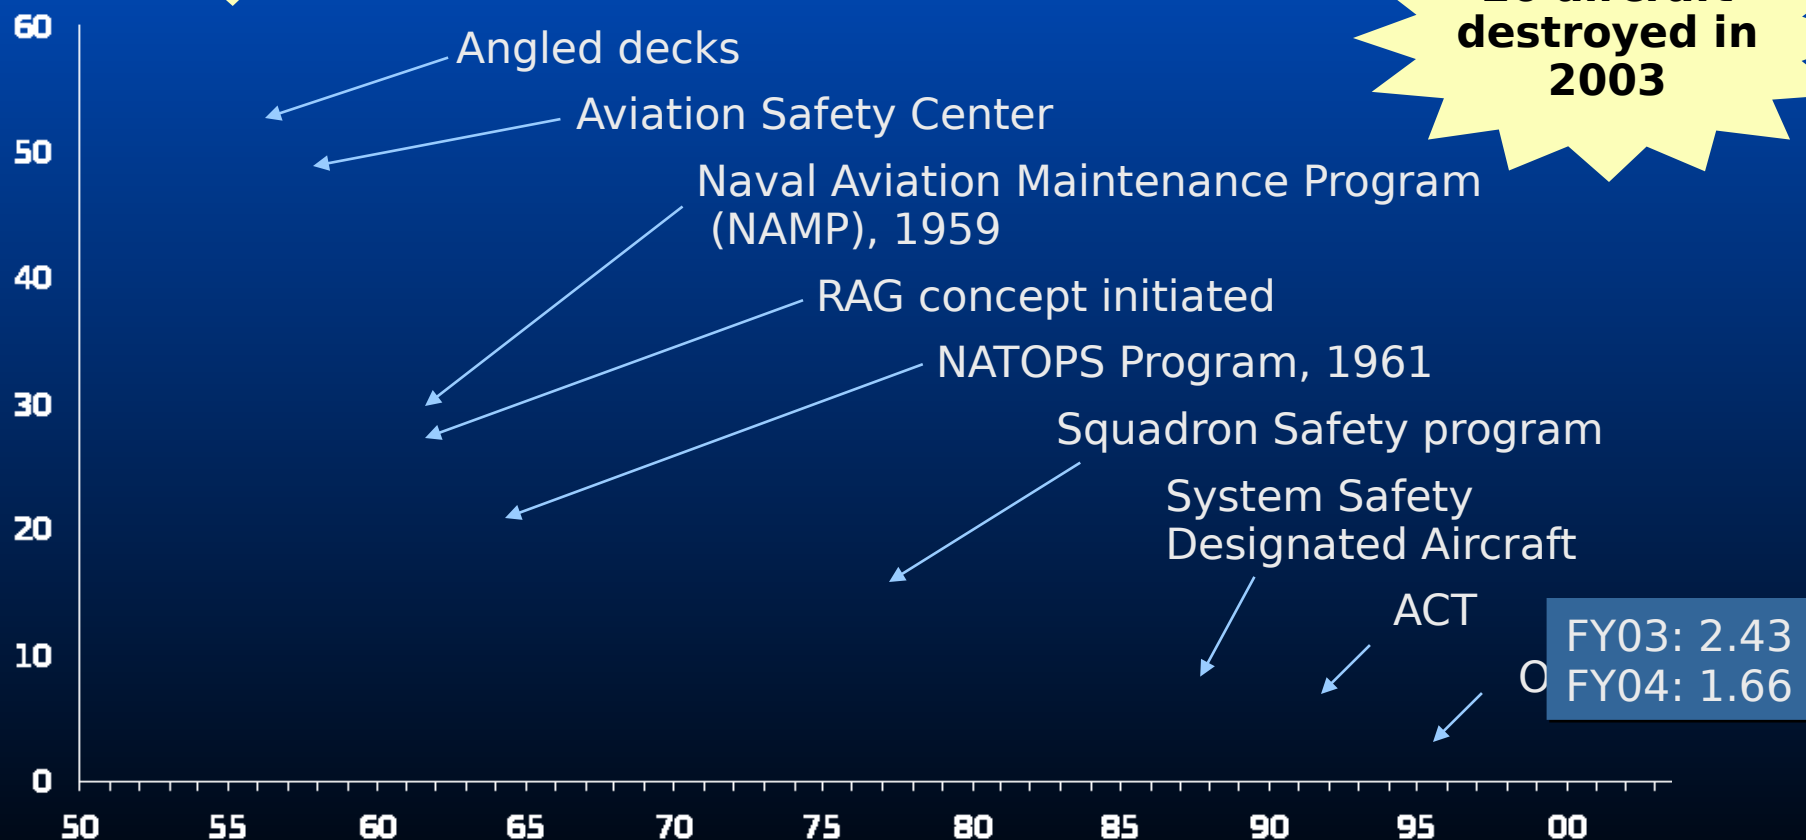 destroyed in
2003
60
Angled decks
Aviation Safety Center
50
Naval Aviation Maintenance Program
(NAMP), 1959
40
RAG concept initiated
NATOPS Program, 1961
30
Squadron Safety program
System Safety
20
Designated Aircraft
ACT
10
FY03: 2.43
FY04: 1.66
0
50 55 60 65 70 75 80 85 90 95 00